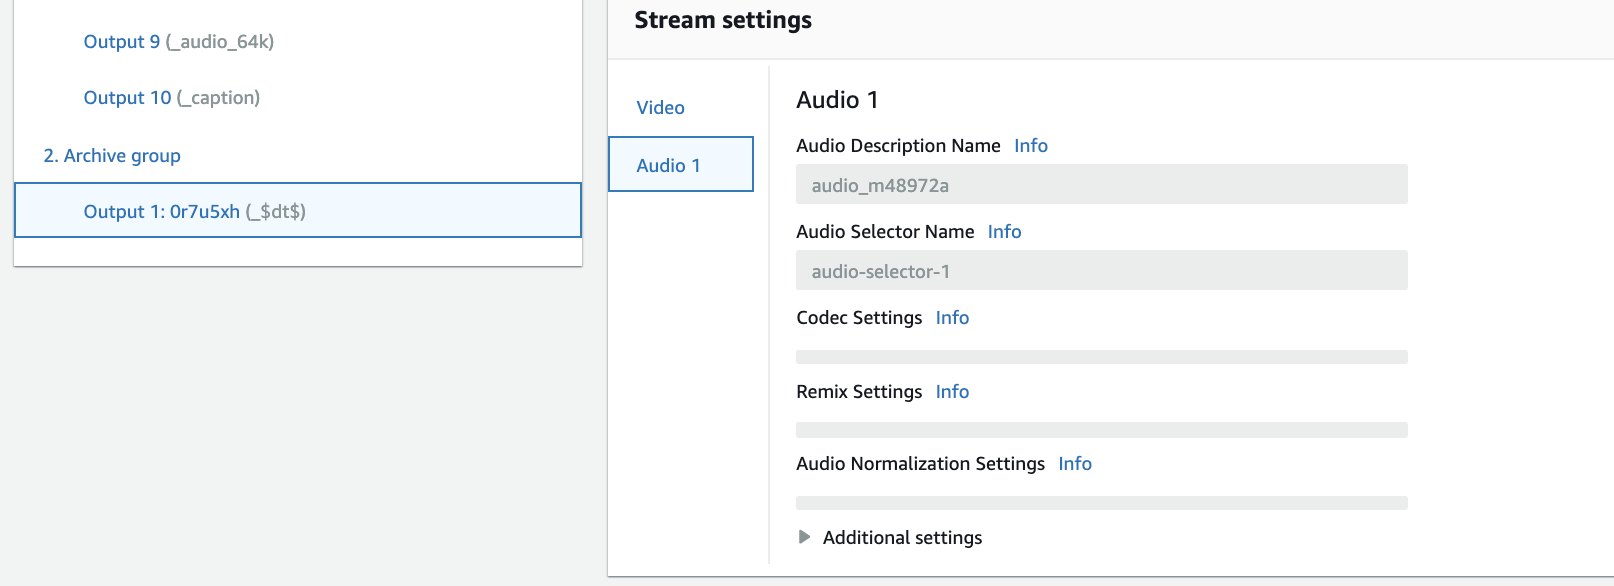 Output 9 (_audio_64k)
Output 10 (_caption)
2. Archive group
Output 1: 0r7u5xh (_$dt$)
Stream settings
Video
Audio 1
Audio 1
Audio Description Name Info
audio_m48972a
Audio Selector Name Info
audio-selector-1
Codec Settings Info
Remix Settings Info
Audio Normalization Settings Info
Additional settings